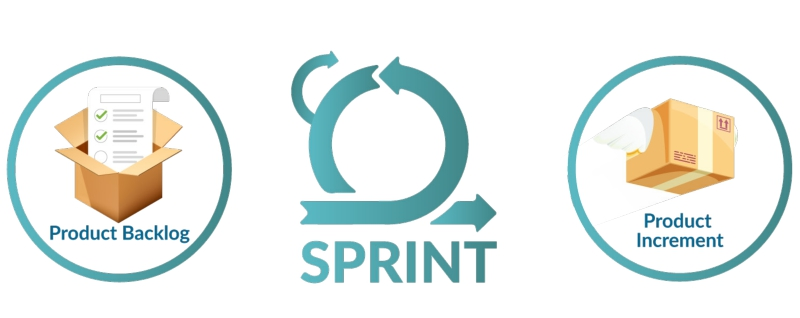 Product Backlog
SPRINT
Product
Increment